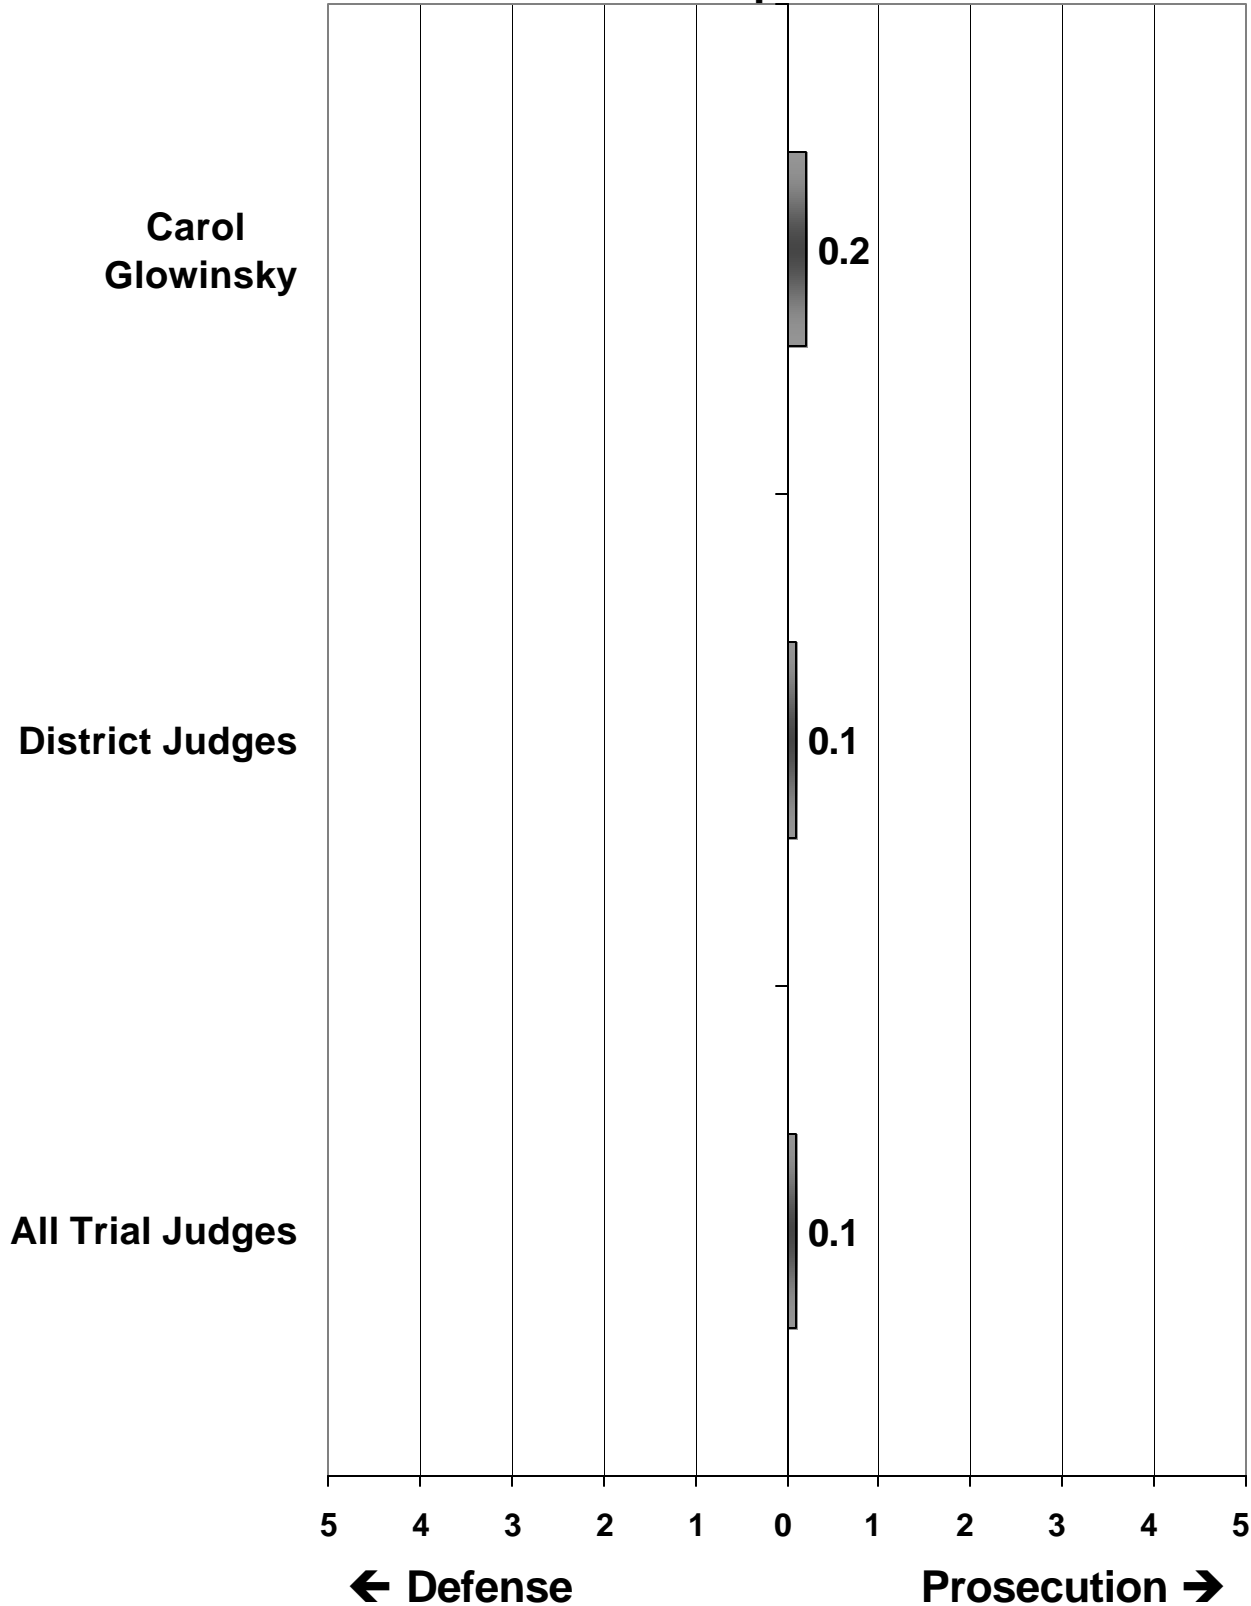 Carol
Glowinsky
0.2
District Judges
0.1
All Trial Judges
0.1
5 4 3 2 1 0 1 2 3 4 5
← Defense Prosecution →